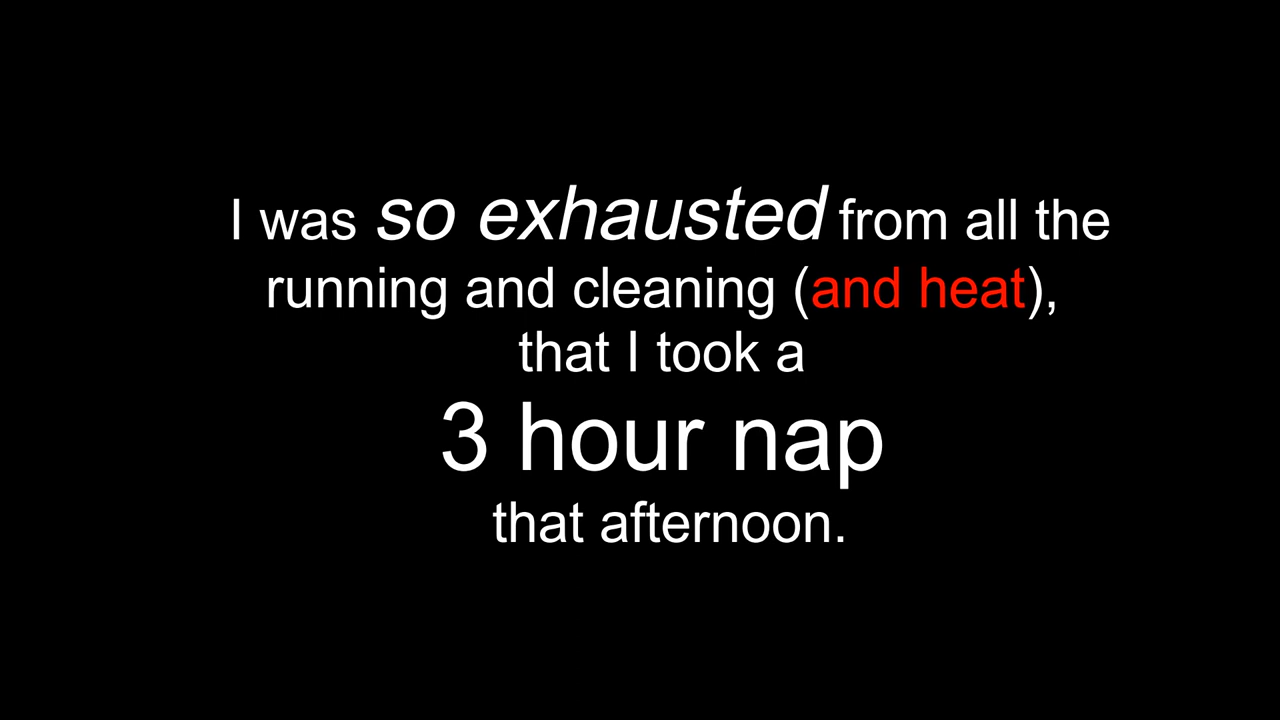 I was so exhausted from all the
running and cleaning (and heat),
that I took a
3 hour nap
that afternoon.